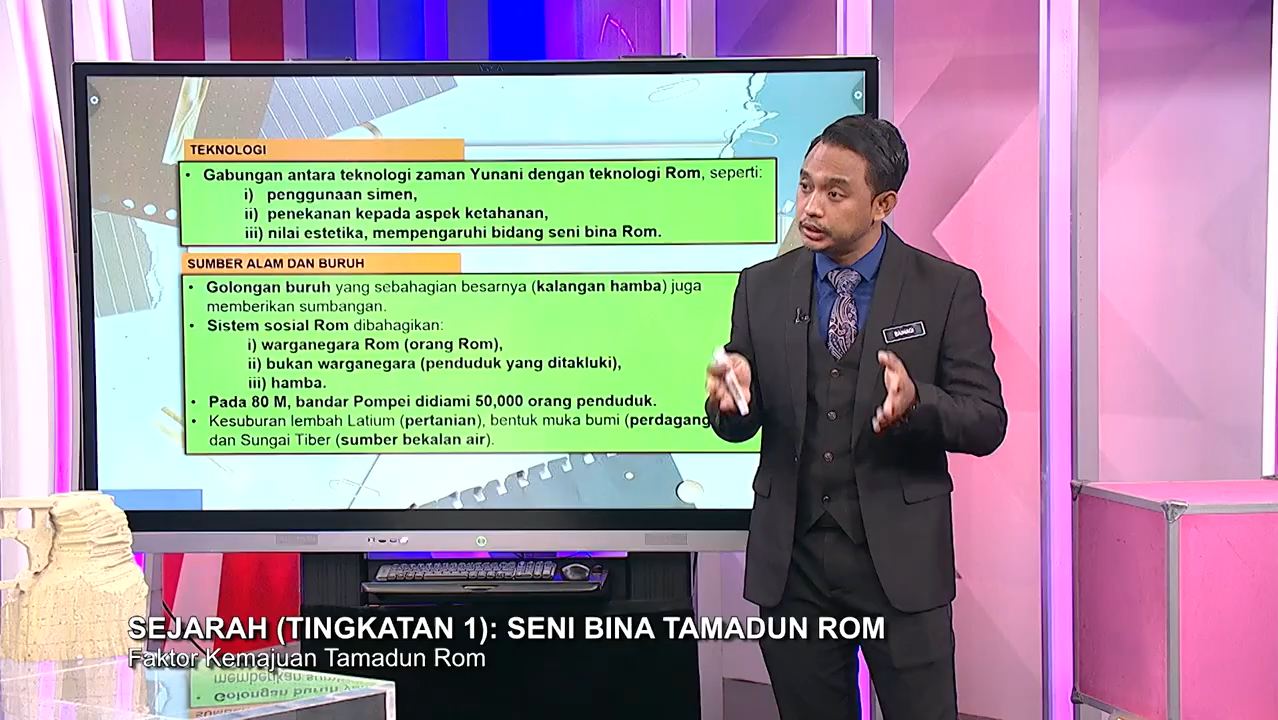 TEKNOLOGI
• Gabungan antara teknologi zaman Yunani dengan teknologi Rom, seperti:
i) penggunaan simen,
ii) penekanan kepada aspek ketahanan,
iii) nilai estetika, mempengaruhi bidang seni bina Rom.
SUMBER ALAM DAN BURUH
• Golongan buruh yang sebahagian besarnya (kalangan hamba) juga
memberikan sumbangan.
• Sistem sosial Rom dibahagikan:
i) warganegara Rom (orang Rom),
ii) bukan warganegara (penduduk yang ditakluki),
iii) hamba.
• Pada 80 M, bandar Pompei didiami 50,000 orang penduduk.
• Kesuburan lembah Latium (pertanian), bentuk muka bumi (perdagang
dan Sungai Tiber (sumber bekalan air).
SEJARAH (TINGKATAN 1): SENI BINA TAMADUN ROM
Faktor Kemajuan Tamadun Rom